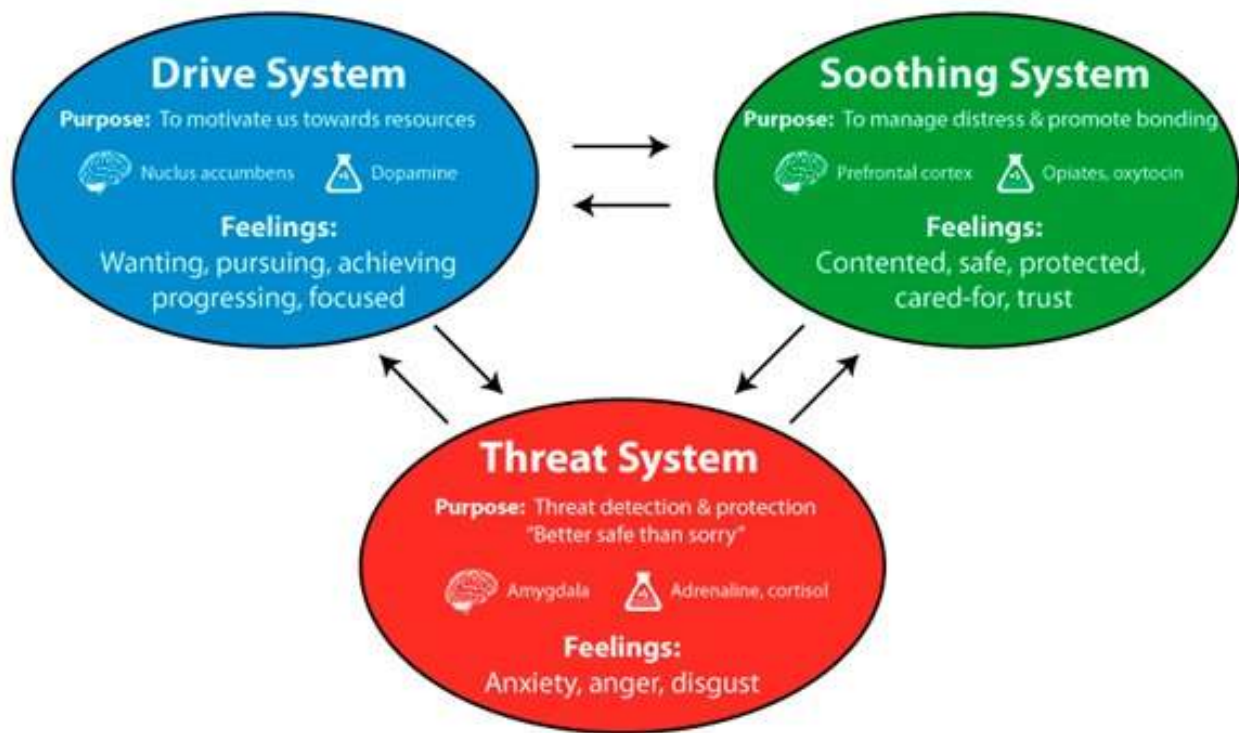 Drive System
Purpose: To motivate us towards resources
Nuclus accumbens
Dopamine
Feelings:
Wanting, pursuing, achieving
progressing, focused
Soothing System
Purpose: To manage distress & promote bonding
Prefrontal cortex
Opiates, oxytocin
Feelings:
Contented, safe, protected,
cared-for, trust
Threat System
Purpose: Threat detection & protection
"Better safe than sorry"
Amygdala
Adrenaline, cortisol
Feelings:
Anxiety, anger, disgust